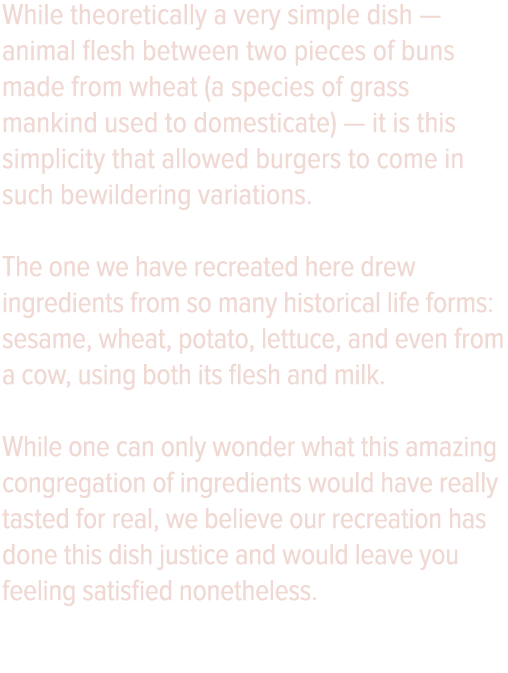 While theoretically a very simple dish —
animal flesh between two pieces of buns
made from wheat (a species of grass
mankind used to domesticate) — it is this
simplicity that allowed burgers to come in
such bewildering variations.
The one we have recreated here drew
ingredients from so many historical life forms:
sesame, wheat, potato, lettuce, and even from
a cow, using both its flesh and milk.
While one can only wonder what this amazing
congregation of ingredients would have really
tasted for real, we believe our recreation has
done this dish justice and would leave you
feeling satisfied nonetheless.